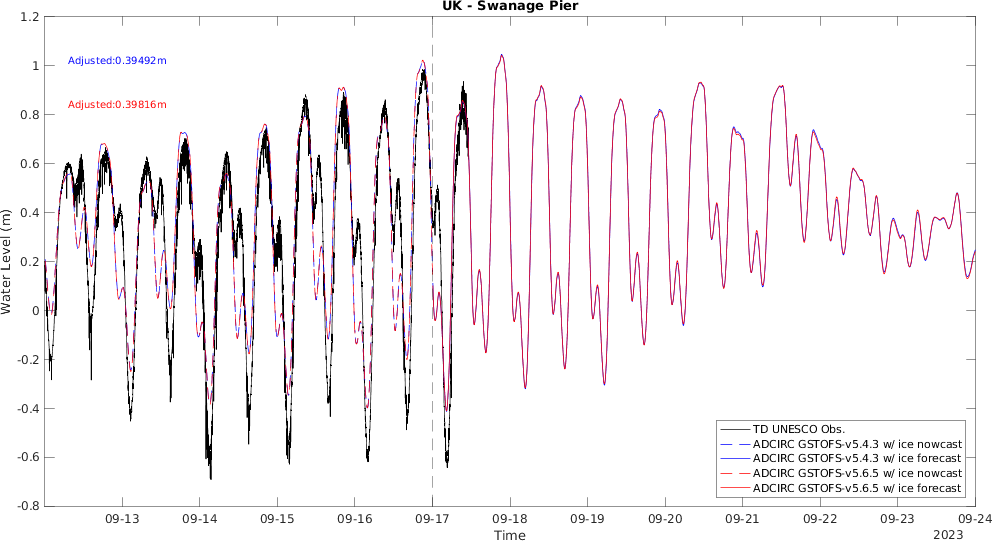 UK - Swanage Pier
1.2
1
0.8
0.6
0.4
0.2
0
-0.2
-0.4
-0.6
-0.8
Water Level (m)
Adjusted:0.39492m
Adjusted:0.39816m
TD UNESCO Obs.
ADCIRC GSTOFS-v5.4.3 w/ ice nowcast
ADCIRC GSTOFS-v5.4.3 w/ ice forecast
ADCIRC GSTOFS-v5.6.5 w/ ice nowcast
ADCIRC GSTOFS-v5.6.5 w/ ice forecast
09-13 09-14 09-15 09-16 09-17 09-18 09-19 09-20 09-21 09-22 09-23 09-24
Time
2023